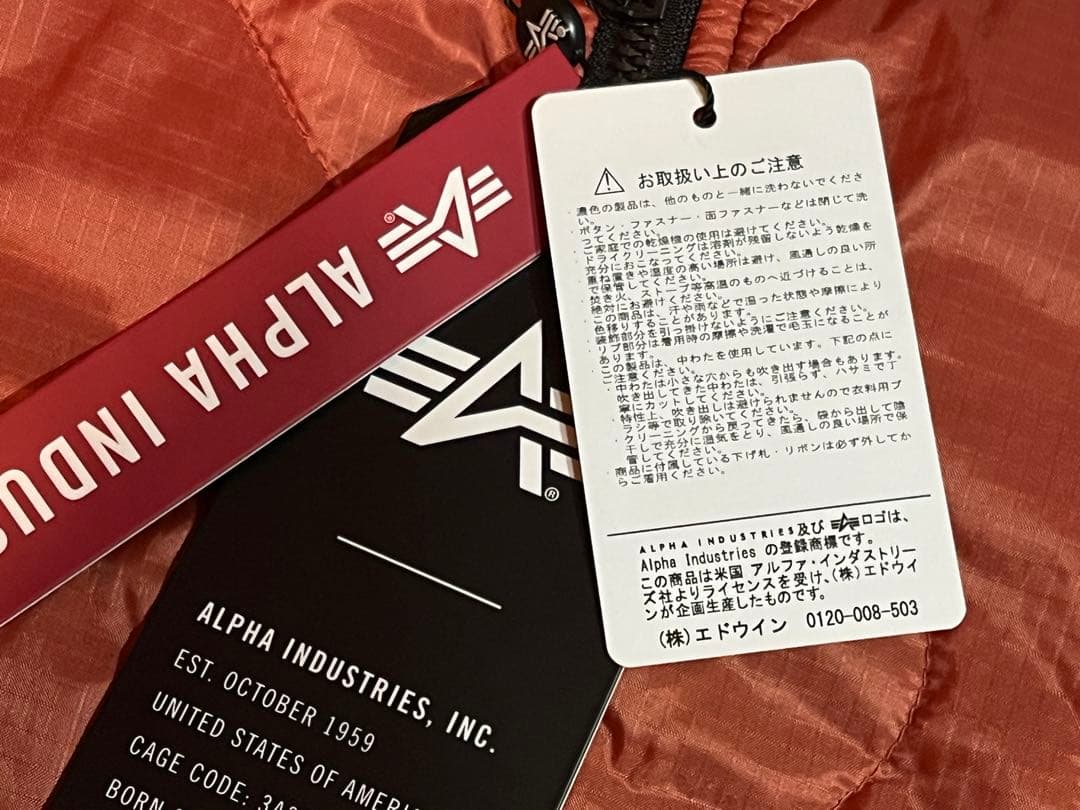 ALPHA INDUS
®
ALPHA INDUSTRIES, INC.
EST. OCTOBER 1959
UNITED STATES OF AMERI
CAGE CODE: 3A
BORN
お取扱い上のご注意
・濃色の製品は、他のものと一緒に洗わないでくださ
い。
・ボタン・ファスナー・面ファスナーなどは閉じて洗
ってください。
・ご家庭での乾燥機の使用は避けてください。
・ドライクリーニングは溶剤が残留しないよう乾燥を
充分におこなってください。
・重ね置きや湿度の高い場所は避け、風通しの良い所
で保管してください。
・焚き火、ストーブ等高温のものへ近づけることは、
絶対にお避けください。
・この商品は、汗や雨などで湿った状態や摩擦により
色移りすることがあります。
・装飾部分を引っ掛けないようにご注意ください。
・リブ部分は着用時の摩擦や洗濯で毛玉になることが
あります。
・この製品は、中わたを使用しています。下記の点に
ご注意ください。
・中わたは小さな穴からも吹き出す場合もあります。
吹き出してきた中わたは、引張らず、ハサミで丁
寧にカットしてください。
・特性上、吹き出しは避けられませんので衣料用ブ
ラシ等で取り除いてください。
・クリーニングから戻ってきたら、袋から出して陰
干しで充分に湿気をとり、風通しの良い場所で保
管してください。
・商品に付属している下げ札・リボンは必ず外してか
らご着用ください。
ALPHA INDUSTRIES及び ロゴは、
Alpha Industries の登録商標です。
この商品は米国 アルファ・インダストリー
ズ社よりライセンスを受け、(株)エドウィ
ンが企画生産したものです。
(株)エドウイン 0120-008-503